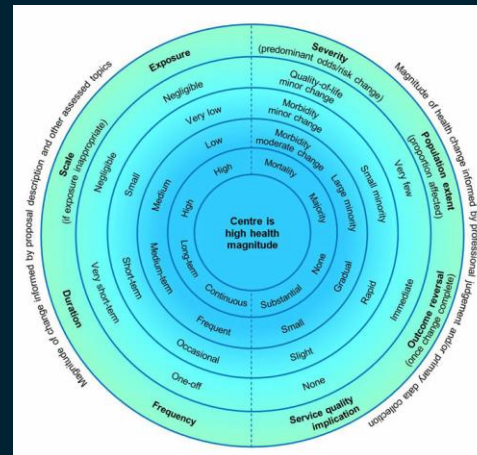 Magnitude of change informed by proposal description and other assessed topics
Magnitude of health change informed by professional judgement and/or primary data collection
Exposure
Negligible
Very low
Low
High
Severity
(predominant odds/risk change)
Quality-of-life
minor change
Morbidity
minor change
Morbidity
moderate change
Mortality
Population extent
(proportion affected)
Very few
Small minority
Large minority
Majority
Outcome reversal
(once change complete)
Immediate
Rapid
Gradual
None
Service quality
implication
None
Slight
Small
Substantial
Frequency
One-off
Occasional
Frequent
Continuous
Duration
Very short-term
Short-term
Medium-term
Long-term
Scale
(if exposure inappropriate)
Negligible
Small
Medium
High
Centre is
high health
magnitude